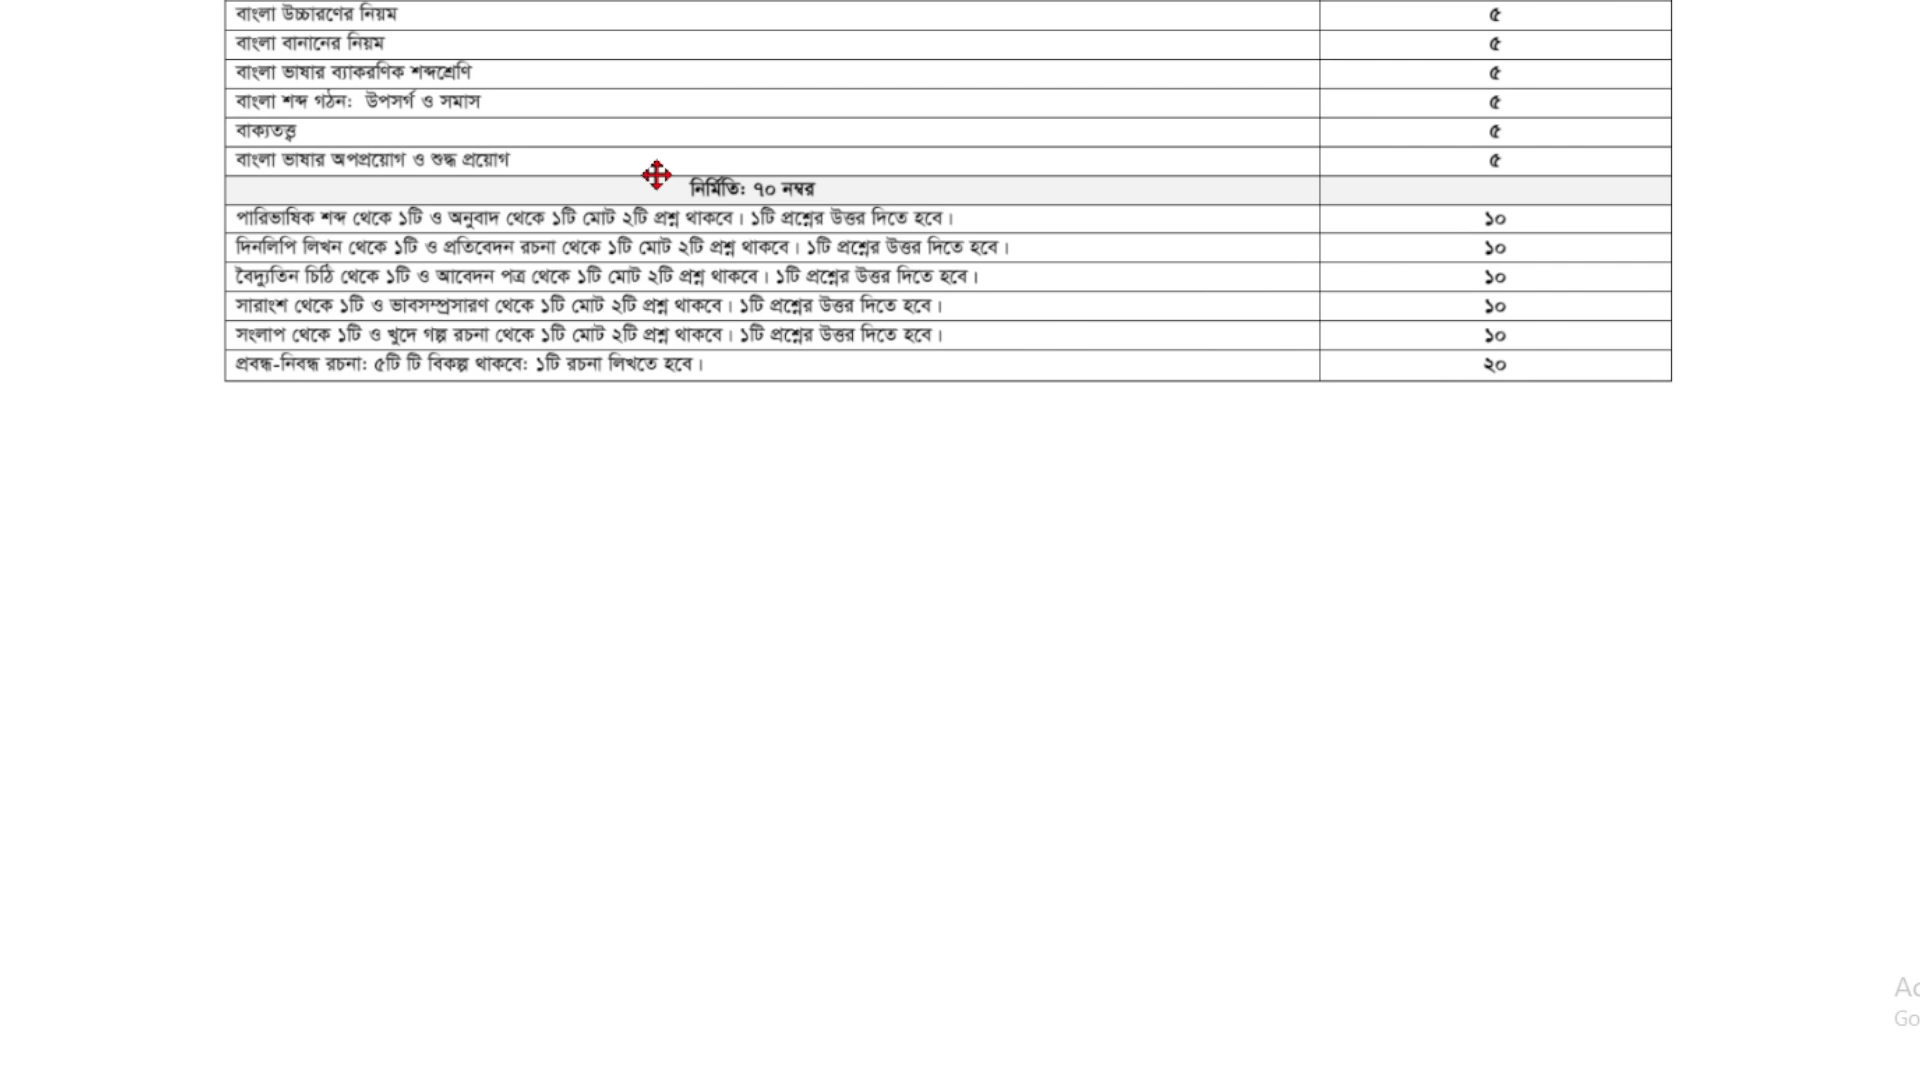 বাংলা উচ্চারণের নিয়ম ৫
বাংলা বানানের নিয়ম ৫
বাংলা ভাষার ব্যাকরণিক শব্দশ্রেণি ৫
বাংলা শব্দ গঠন: উপসর্গ ও সমাস ৫
বাক্যতত্ত্ব ৫
বাংলা ভাষার অপপ্রয়োগ ও শুদ্ধ প্রয়োগ ৫
নির্মিতি: ৭০ নম্বর
পারিভাষিক শব্দ থেকে ১টি ও অনুবাদ থেকে ১টি মোট ২টি প্রশ্ন থাকবে। ১টি প্রশ্নের উত্তর দিতে হবে। ১০
দিনলিপি লিখন থেকে ১টি ও প্রতিবেদন রচনা থেকে ১টি মোট ২টি প্রশ্ন থাকবে। ১টি প্রশ্নের উত্তর দিতে হবে। ১০
বৈদ্যুতিন চিঠি থেকে ১টি ও আবেদন পত্র থেকে ১টি মোট ২টি প্রশ্ন থাকবে। ১টি প্রশ্নের উত্তর দিতে হবে। ১০
সারাংশ থেকে ১টি ও ভাবসম্প্রসারণ থেকে ১টি মোট ২টি প্রশ্ন থাকবে। ১টি প্রশ্নের উত্তর দিতে হবে। ১০
সংলাপ থেকে ১টি ও খুদে গল্প রচনা থেকে ১টি মোট ২টি প্রশ্ন থাকবে। ১টি প্রশ্নের উত্তর দিতে হবে। ১০
প্রবন্ধ-নিবন্ধ রচনা: ৫টি টি বিকল্প থাকবে: ১টি রচনা লিখতে হবে। ২০
Ac
Go